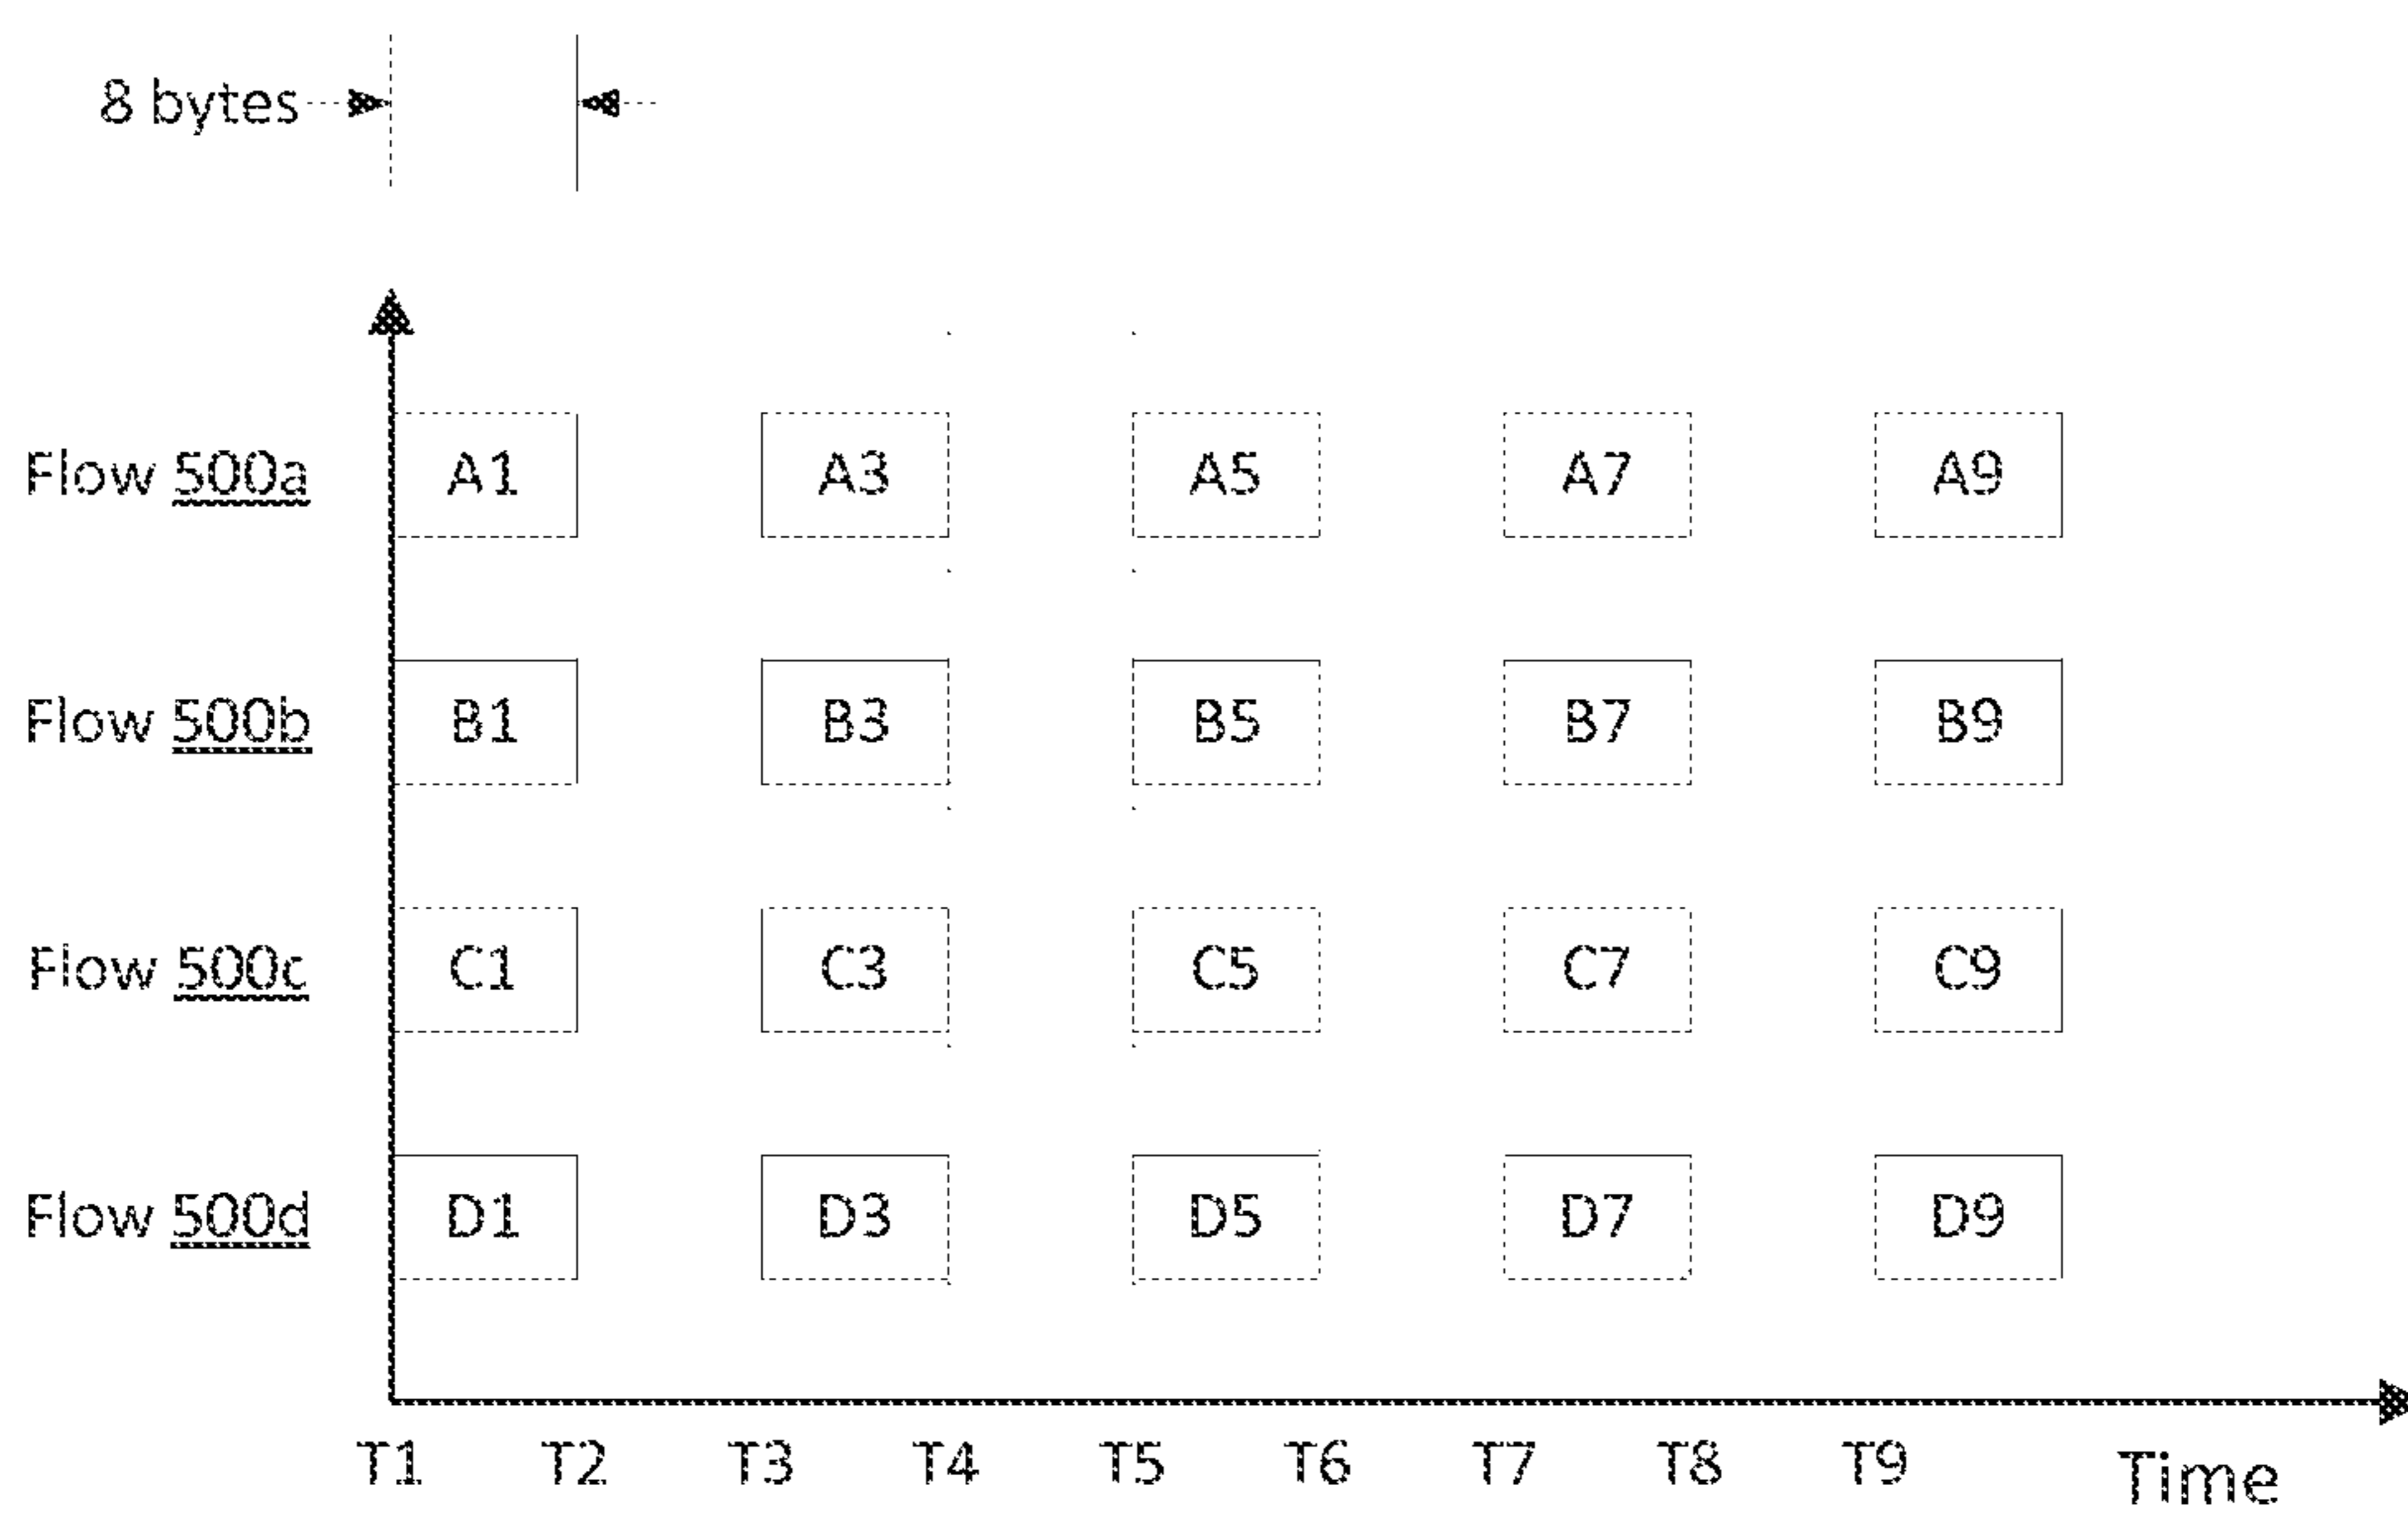 8 bytes
Flow 500a A1 A3 A5 A7 A9
Flow 500b B1 B3 B5 B7 B9
Flow 500c C1 C3 C5 C7 C9
Flow 500d D1 D3 D5 D7 D9
T1 T2 T3 T4 T5 T6 T7 T8 T9 Time